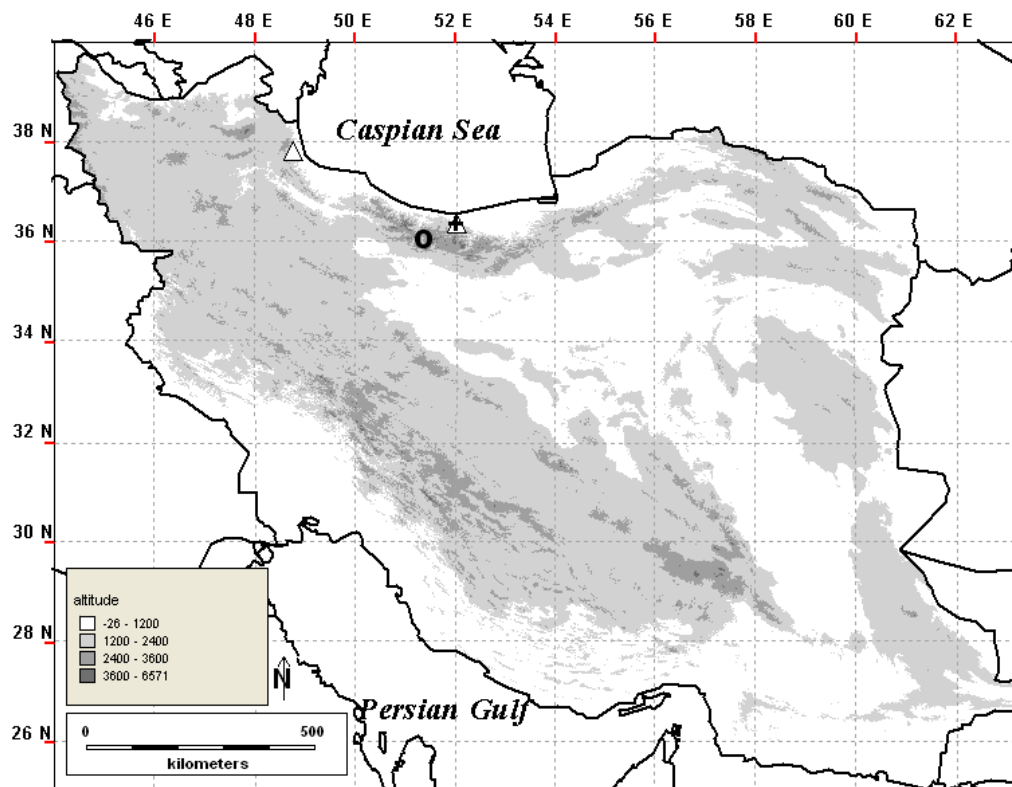 46 E 48 E 50 E 52 E 54 E 56 E 58 E 60 E 62 E
38 N
Caspian Sea
36 N
O
34 N
32 N
30 N
altitude
-26 - 1200
1200 - 2400
28 N
2400 - 3600
3600 - 6571
N
Persian Gulf
26 N
0 500
kilometers